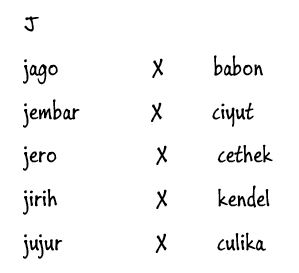 J
jago X babon
jembar X ciyut
jero X cethek
jirih X kendel
jujur X culika